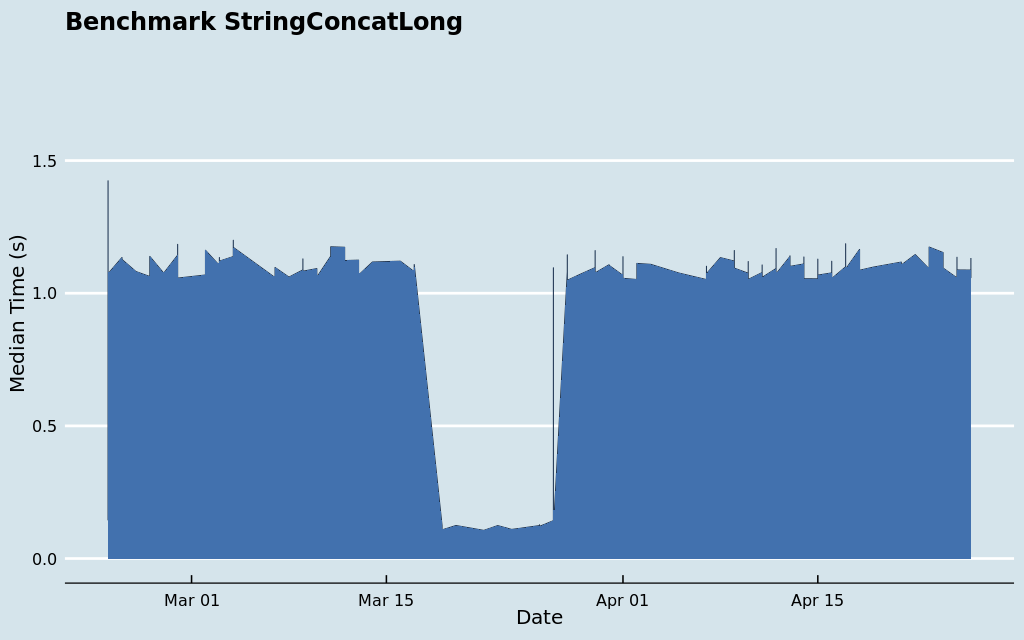 Benchmark StringConcatLong
Median Time (s)
1.5
1.0
0.5
0.0
Mar 01
Mar 15
Apr 01
Apr 15
Date